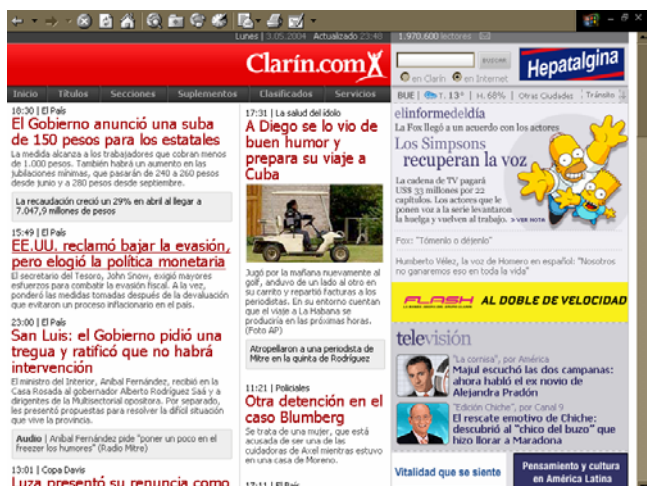 Lunes | 3.05.2004 Actualizado 23:48
1.970.600 lectores
Clarín.com
BUSCAR
en Clarín en Internet
Hepatalgina
Inicio Títulos Secciones Suplementos Clasificados Servicios
BUE | T. 13° | H. 68% | Otras Ciudades Tránsito
18:30 | El País
El Gobierno anunció una suba
de 150 pesos para los estatales
La medida alcanza a los trabajadores que cobran menos
de 1.000 pesos. También habrá un aumento en las
jubilaciones mínimas, que pasarán de 240 a 260 pesos
desde junio y a 280 pesos desde septiembre.
La recaudación creció un 29% en abril al llegar a
7.047,9 millones de pesos
15:49 | El País
EE.UU. reclamó bajar la evasión,
pero elogió la política monetaria
El secretario del Tesoro, John Snow, exigió mayores
esfuerzos para combatir la evasión fiscal. A la vez,
ponderó las medidas tomadas después de la devaluación
que evitaron un proceso inflacionario en el país.
23:00 | El País
San Luis: el Gobierno pidió una
tregua y ratificó que no habrá
intervención
El ministro del Interior, Aníbal Fernández, recibió en la
Casa Rosada al gobernador Alberto Rodríguez Saá y a
dirigentes de la Multisectorial opositora. Por separado,
les presentó propuestas para resolver la difícil situación
que vive la provincia.
Audio | Aníbal Fernández pide "poner un poco en el
freezer los humores" (Radio Mitre)
13:01 | Copa Davis
Luza presentó su renuncia como
17:31 | La salud del ídolo
A Diego se lo vio de
buen humor y
prepara su viaje a
Cuba
Jugó por la mañana nuevamente al
golf, anduvo de un lado al otro en
su carrito y repartió facturas a los
periodistas. En su entorno cuentan
que el viaje a La Habana se
produciría en las próximas horas.
(Foto AP)
Atropellaron a una periodista de
Mitre en la quinta de Rodríguez
11:21 | Policiales
Otra detención en el
caso Blumberg
Se trata de una mujer, que está
acusada de ser una de las
cuidadoras de Axel mientras estuvo
en una casa de Moreno.
17:11 | El País
elinformedeldía
La Fox llegó a un acuerdo con los actores
Los Simpsons
recuperan la voz
La cadena de TV pagará
US$ 33 millones por 22
capítulos. Los actores que le
ponen voz a la serie levantaron
la huelga y vuelven al trabajo. > VER NOTA
Fox: "Tómenlo o déjenlo"
Humberto Vélez, la voz de Homero en español: "Nosotros
no ganaremos eso en toda la vida"
FLASH AL DOBLE DE VELOCIDAD
televisión
"La cornisa", por América
Majul escuchó las dos campanas:
ahora habló el ex novio de
Alejandra Pradón
"Edición Chiche", por Canal 9
El rescate emotivo de Chiche:
descubrió al "chico del buzo" que
hizo llorar a Maradona
Vitalidad que se siente
Pensamiento y cultura
en América Latina